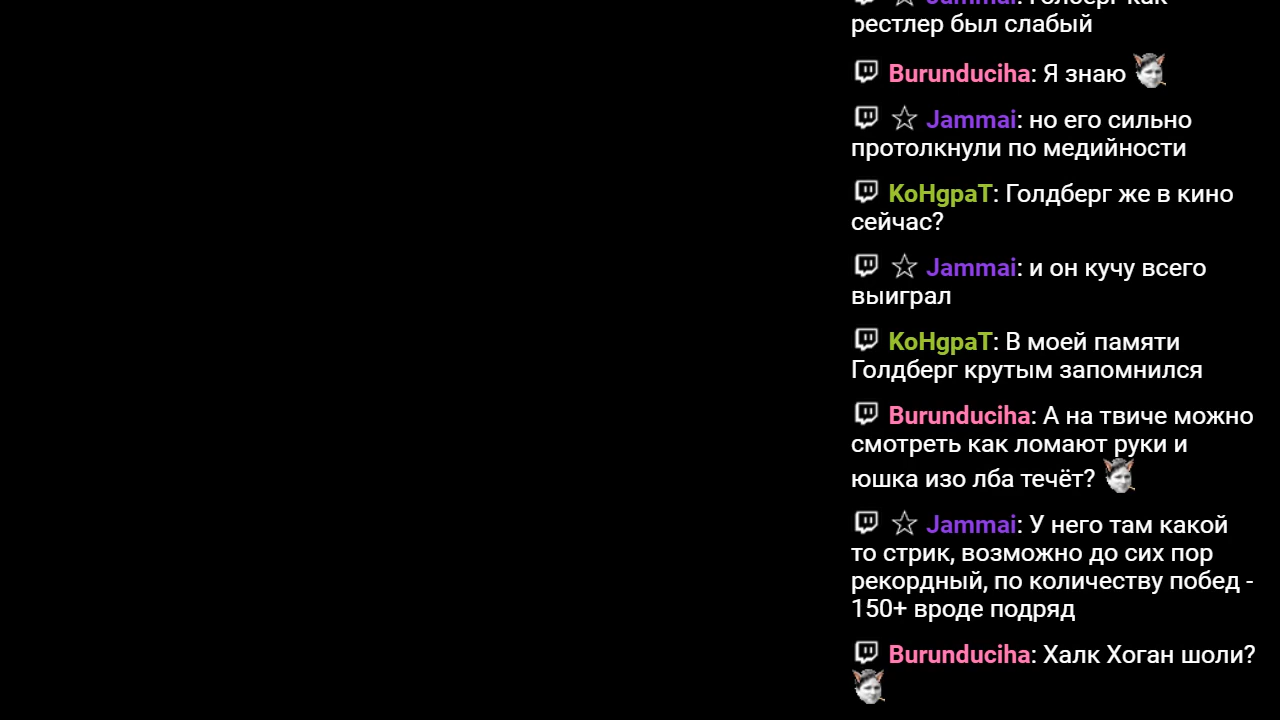 Jammai: Голберг как
рестлер был слабый
Burunduciha: Я знаю
Jammai: но его сильно
протолкнули по медийности
KoHgpaT: Голдберг же в кино
сейчас?
Jammai: и он кучу всего
выиграл
KoHgpaT: В моей памяти
Голдберг крутым запомнился
Burunduciha: А на твиче можно
смотреть как ломают руки и
юшка изо лба течёт?
Jammai: У него там какой
то стрик, возможно до сих пор
рекордный, по количеству побед -
150+ вроде подряд
Burunduciha: Халк Хоган шоли?